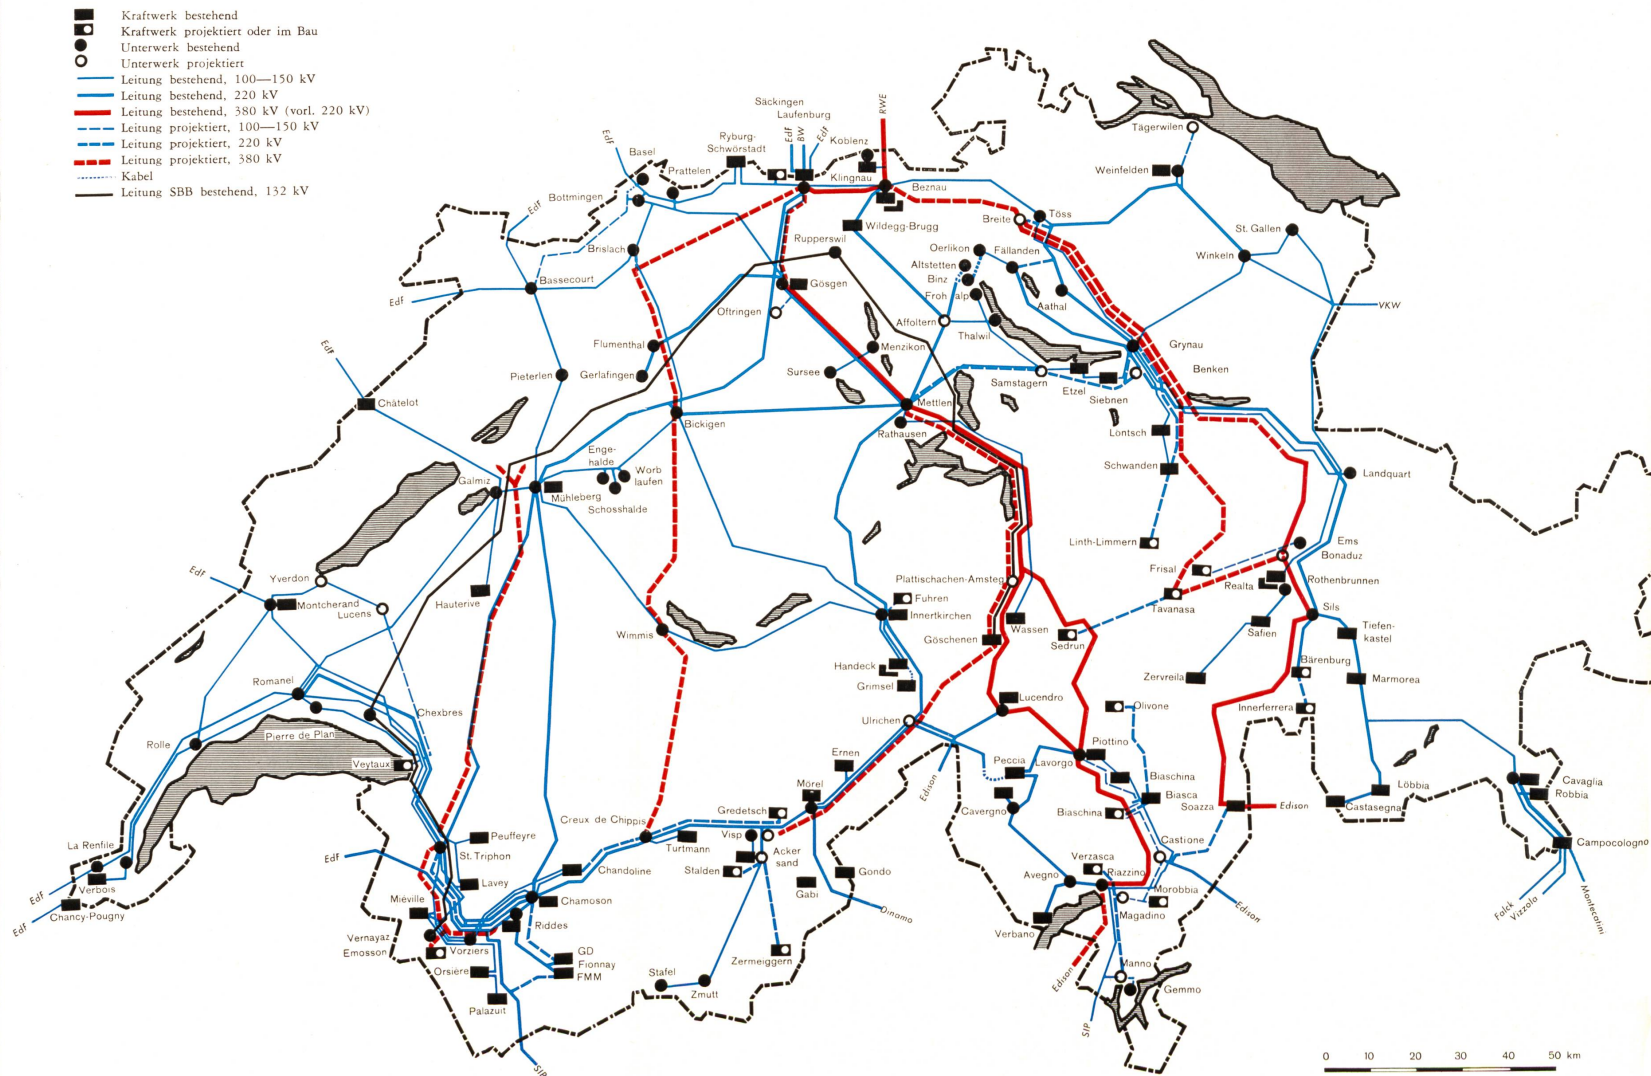 Kraftwerk bestehend
Kraftwerk projektiert oder im Bau
Unterwerk bestehend
Unterwerk projektiert
Leitung bestehend, 100—150 kV
Leitung bestehend, 220 kV
Leitung bestehend, 380 kV (vorl. 220 kV)
Leitung projektiert, 100—150 kV
Leitung projektiert, 220 kV
Leitung projektiert, 380 kV
Kabel
Leitung SBB bestehend, 132 kV
Säckingen
Laufenburg
RWE
EdF
BW
EdF
Koblenz
Ryburg-
Schwörstadt
EdF
Basel
Prattelen
Klingnau
Beznau
Tägerwilen
Weinfelden
Bottmingen
EdF
Breite
Töss
Wildegg-Brugg
St. Gallen
Brislach
Rupperswil
Oerlikon
Fällanden
Winkeln
Altstetten
Binz
Bassecourt
Gösgen
Froh alp
EdF
Aathal
VKW
Oftringen
Affoltern
Thalwil
EdF
Flumenthal
Menzikon
Grynau
Pieterlen
Gerlafingen
Sursee
Samstagern
Etzel
Siebnen
Benken
Châtelot
Mettlen
Bickigen
Rathausen
Lontsch
Enge-
halde
Worb
laufen
Schwanden
Landquart
Galmiz
Mühleberg
Schosshalde
Linth-Limmern
Ems
Bonaduz
EdF
Yverdon
Frisal
Realta
Rothenbrunnen
Plattischachen-Amsteg
Montcherand
Lucens
Hauterive
Fuhren
Innertkirchen
Tavanasa
Sils
Wimmis
Göschenen
Wassen
Sedrun
Safien
Tiefen-
kastel
Handeck
Bärenburg
Romanel
Grimsel
Zervreila
Marmorea
Lucendro
Chexbres
Ulrichen
Olivone
Innerferrera
Rolle
Pierre de Plan
Ernen
Piottino
Veytaux
Peccia
Lavorgo
Edison
Mörel
Biaschina
Löbbia
Cavaglia
Robbia
Gredetsch
Cavergno
Biaschina
Biasca
Soazza
Edison
Castasegna
Creux de Chippis
Peuffeyre
Visp
Turtmann
Acker
sand
Castione
Campocologno
La Renfile
EdF
St. Triphon
Verzasca
Riazzino
Stalden
Chandoline
Gondo
EdF
Verbois
Lavey
Avegno
Gabi
Morobbia
Miéville
Chamoson
Dinamo
Magadino
Edison
Falck
Vizzola
Montecatini
EdF
Chancy-Pougny
Riddes
Verbano
Vernayaz
Emosson
Vorziers
GD
Fionnay
FMM
Zermeiggern
Manno
Edison
Orsière
Stafel
Zmutt
Gemmo
Palazuit
SIP
SIP
0 10 20 30 40 50 km